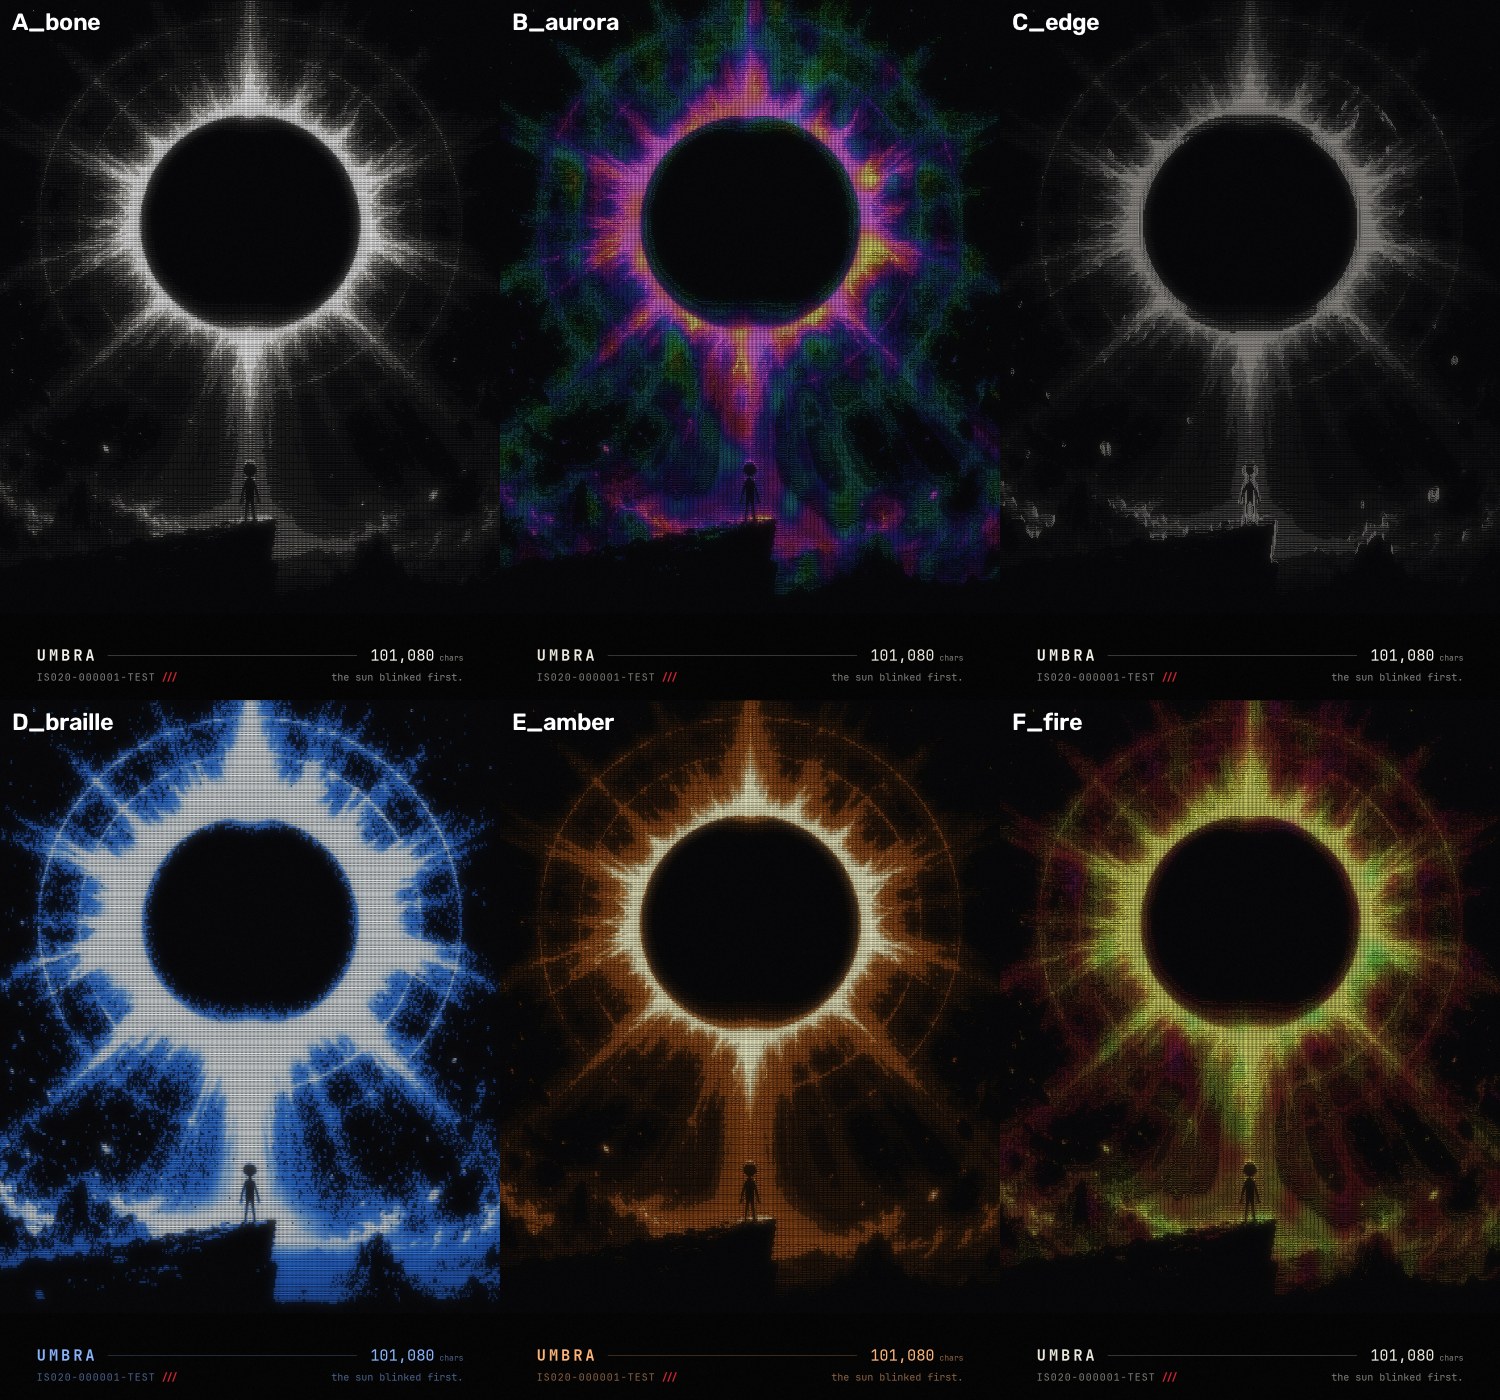 A_bone
B_aurora
C_edge
UMBRA 101,080 chars
IS020-000001-TEST /// the sun blinked first.
UMBRA 101,080 chars
IS020-000001-TEST /// the sun blinked first.
UMBRA 101,080 chars
IS020-000001-TEST /// the sun blinked first.
D_braille
E_amber
F_fire
UMBRA 101,080 chars
IS020-000001-TEST /// the sun blinked first.
UMBRA 101,080 chars
IS020-000001-TEST /// the sun blinked first.
UMBRA 101,080 chars
IS020-000001-TEST /// the sun blinked first.